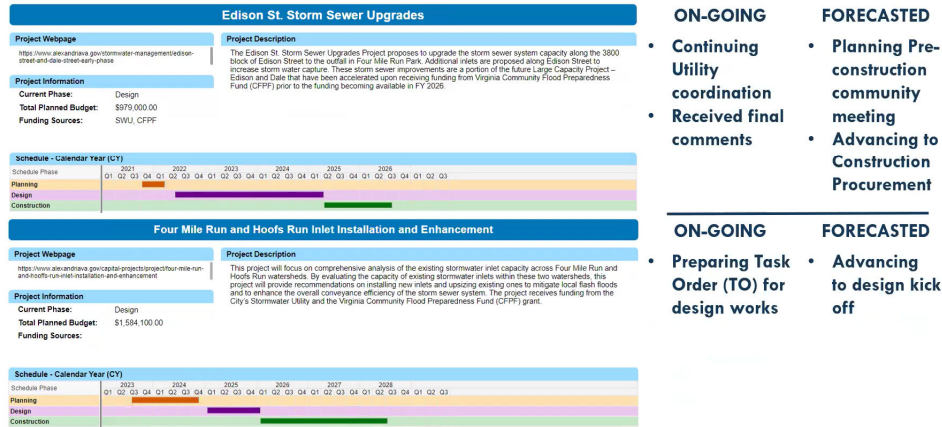 Edison St. Storm Sewer Upgrades
Project Webpage
https://www.alexandriava.gov/stormwater-management/edison-
street-and-dale-street-early-phase
Project Information
Current Phase: Design
Total Planned Budget: $979,000.00
Funding Sources: SWU, CFPF
Project Description
The Edison St. Storm Sewer Upgrades Project proposes to upgrade the storm sewer system capacity along the 3800
block of Edison Street to the outfall in Four Mile Run Park. Additional inlets are proposed along Edison Street to
increase storm water capture. These storm sewer improvements are a portion of the future Large Capacity Project –
Edison and Dale that have been accelerated upon receiving funding from Virginia Community Flood Preparedness
Fund (CFPF) prior to the funding becoming available in FY 2026.
Schedule - Calendar Year (CY)
Schedule Phase
2021 2022 2023 2024 2025 2026
Q1 Q2 Q3 Q4 Q1 Q2 Q3 Q4 Q1 Q2 Q3 Q4 Q1 Q2 Q3 Q4 Q1 Q2 Q3 Q4 Q1 Q2 Q3
Planning
Design
Construction
ON-GOING
• Continuing
Utility
coordination
• Received final
comments
FORECASTED
• Planning Pre-
construction
community
meeting
• Advancing to
Construction
Procurement
Four Mile Run and Hoofs Run Inlet Installation and Enhancement
Project Webpage
https://www.alexandriava.gov/capital-projects/project/four-mile-run-
and-hooffs-run-inlet-installation-and-enhancement
Project Information
Current Phase: Design
Total Planned Budget: $1,584,100.00
Funding Sources:
Project Description
This project will focus on comprehensive analysis of the existing stormwater inlet capacity across Four Mile Run and
Hoofs Run watersheds. By evaluating the capacity of existing stormwater inlets within these two watersheds, this
project will provide recommendations on installing new inlets and upsizing existing ones to mitigate local flash floods
and to enhance the overall conveyance efficiency of the storm sewer system. The project receives funding from the
City's Stormwater Utility and the Virginia Community Flood Preparedness Fund (CFPF) grant.
Schedule - Calendar Year (CY)
Schedule Phase
2023 2024 2025 2026 2027 2028
Q1 Q2 Q3 Q4 Q1 Q2 Q3 Q4 Q1 Q2 Q3 Q4 Q1 Q2 Q3 Q4 Q1 Q2 Q3 Q4 Q1 Q2 Q3
Planning
Design
Construction
ON-GOING
• Preparing Task
Order (TO) for
design works
FORECASTED
• Advancing
to design kick
off